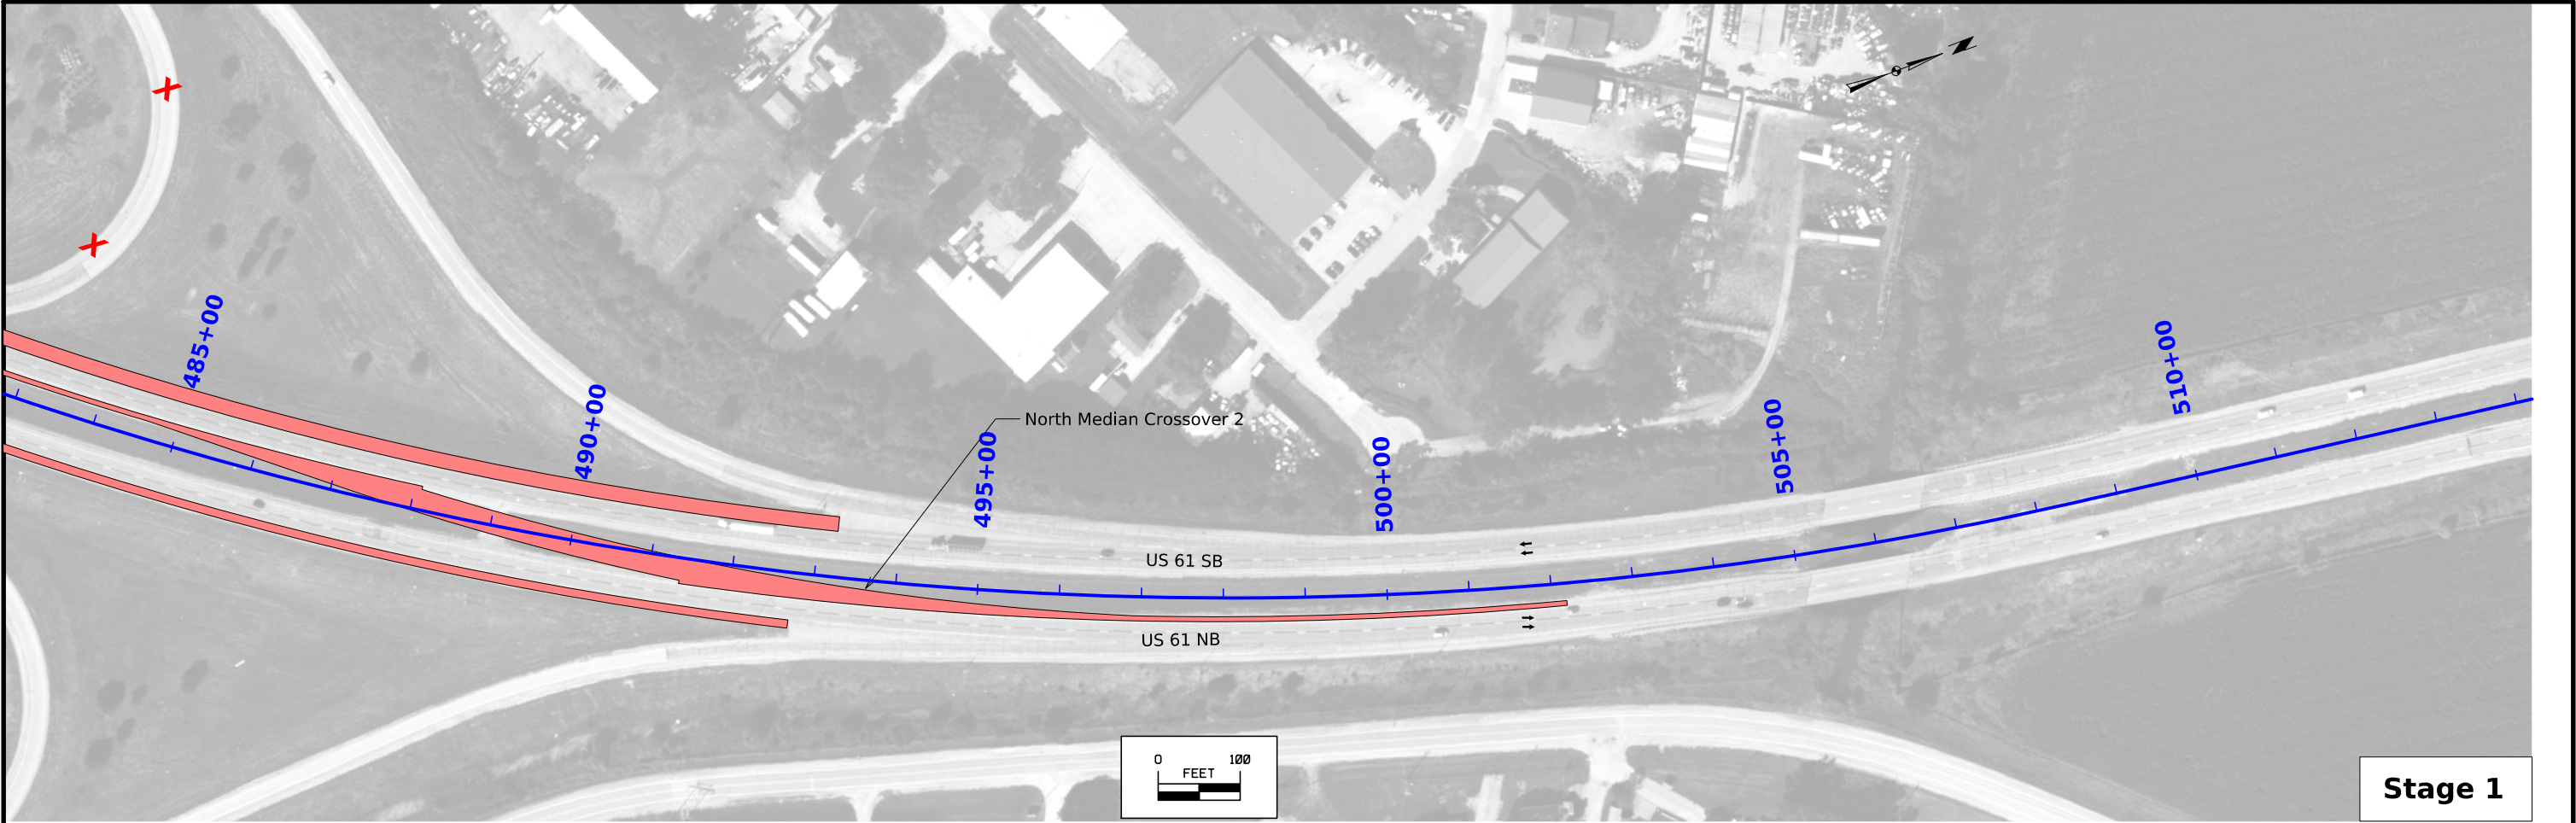 485+00
490+00
North Median Crossover 2
495+00
500+00
505+00
510+00
US 61 SB
US 61 NB
0 100
FEET
Stage 1
N